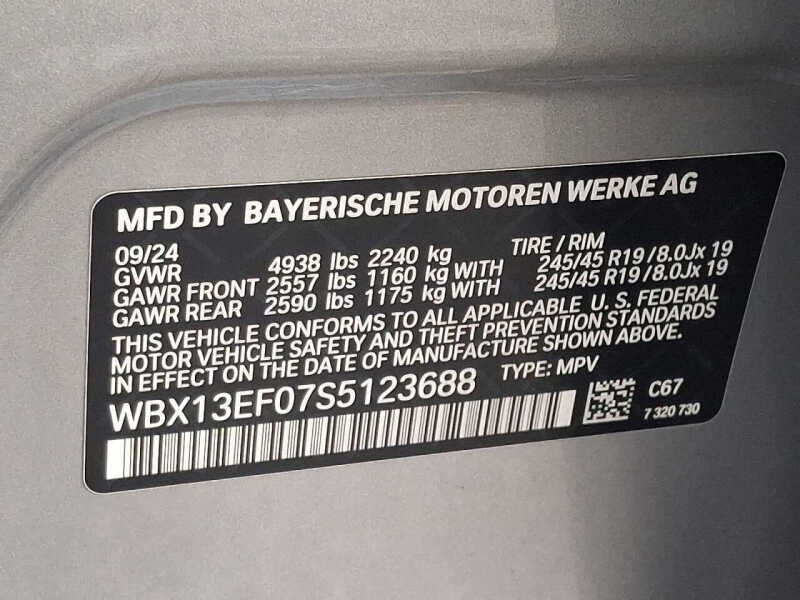 MFD BY BAYERISCHE MOTOREN WERKE AG
09/24 TIRE / RIM
GVWR 4938 lbs 2240 kg
GAWR FRONT 2557 lbs 1160 kg WITH 245/45 R19/8.0Jx 19
GAWR REAR 2590 lbs 1175 kg WITH 245/45 R19/8.0Jx 19
THIS VEHICLE CONFORMS TO ALL APPLICABLE U. S. FEDERAL
MOTOR VEHICLE SAFETY AND THEFT PREVENTION STANDARDS
IN EFFECT ON THE DATE OF MANUFACTURE SHOWN ABOVE.
WBX13EF07S5123688 TYPE: MPV
C67
7 320 730